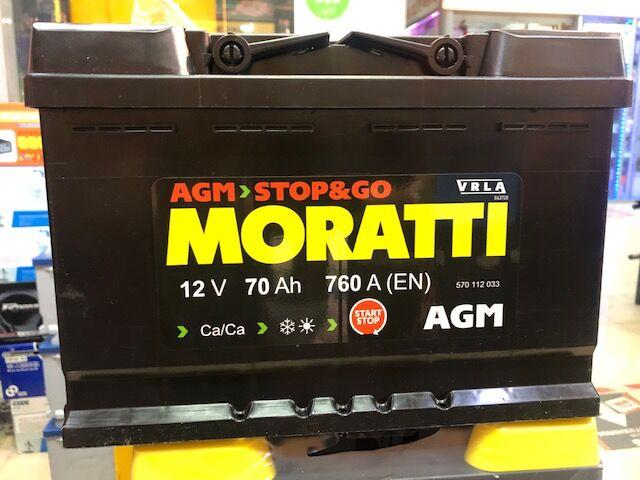 AGM>STOP&GO
VRLA
MORATTI
12 V 70 Ah 760 A (EN)
570 112 033
Ca/Ca
START
STOP
AGM